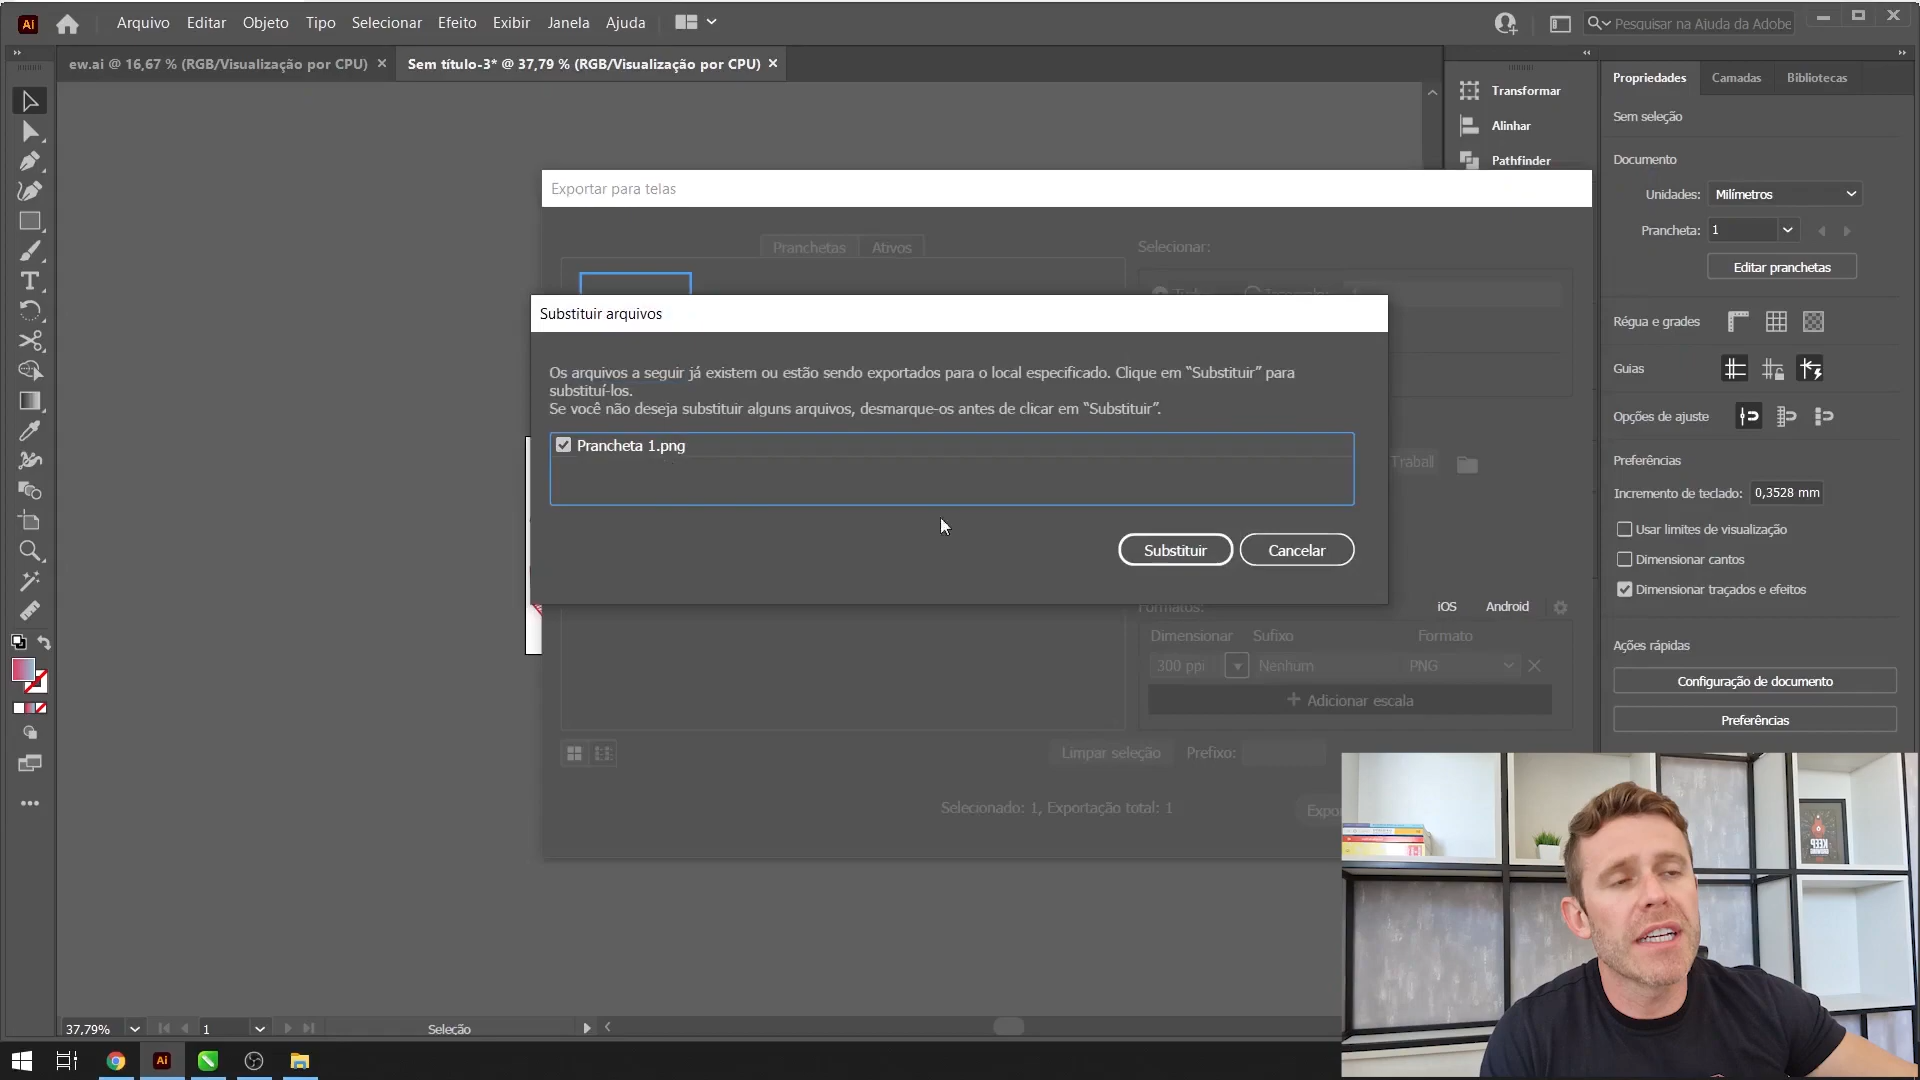 Ai
Arquivo Editar Objeto Tipo Selecionar Efeito Exibir Janela Ajuda
Pesquisar na Ajuda da Adobe
ew.ai @ 16,67 % (RGB/Visualização por CPU)
Sem título-3* @ 37,79 % (RGB/Visualização por CPU)
Transformar
Alinhar
Pathfinder
Propriedades Camadas Bibliotecas
Sem seleção
Documento
Unidades: Milímetros
Prancheta: 1
Editar pranchetas
Régua e grades
Guias
Opções de ajuste
Preferências
Incremento de teclado: 0,3528 mm
Usar limites de visualização
Dimensionar cantos
Dimensionar traçados e efeitos
Ações rápidas
Configuração de documento
Preferências
Exportar para telas
Pranchetas Ativos
Selecionar:
Substituir arquivos
Os arquivos a seguir já existem ou estão sendo exportados para o local especificado. Clique em “Substituir” para
substituí-los.
Se você não deseja substituir alguns arquivos, desmarque-os antes de clicar em “Substituir”.
Prancheta 1.png
Substituir Cancelar
Traball
Formatos: iOS Android
Dimensionar Sufixo Formato
300 ppi Nenhum PNG
+ Adicionar escala
Limpar seleção Prefixo:
Selecionado: 1, Exportação total: 1
Expor
37,79% 1 Seleção
Ai